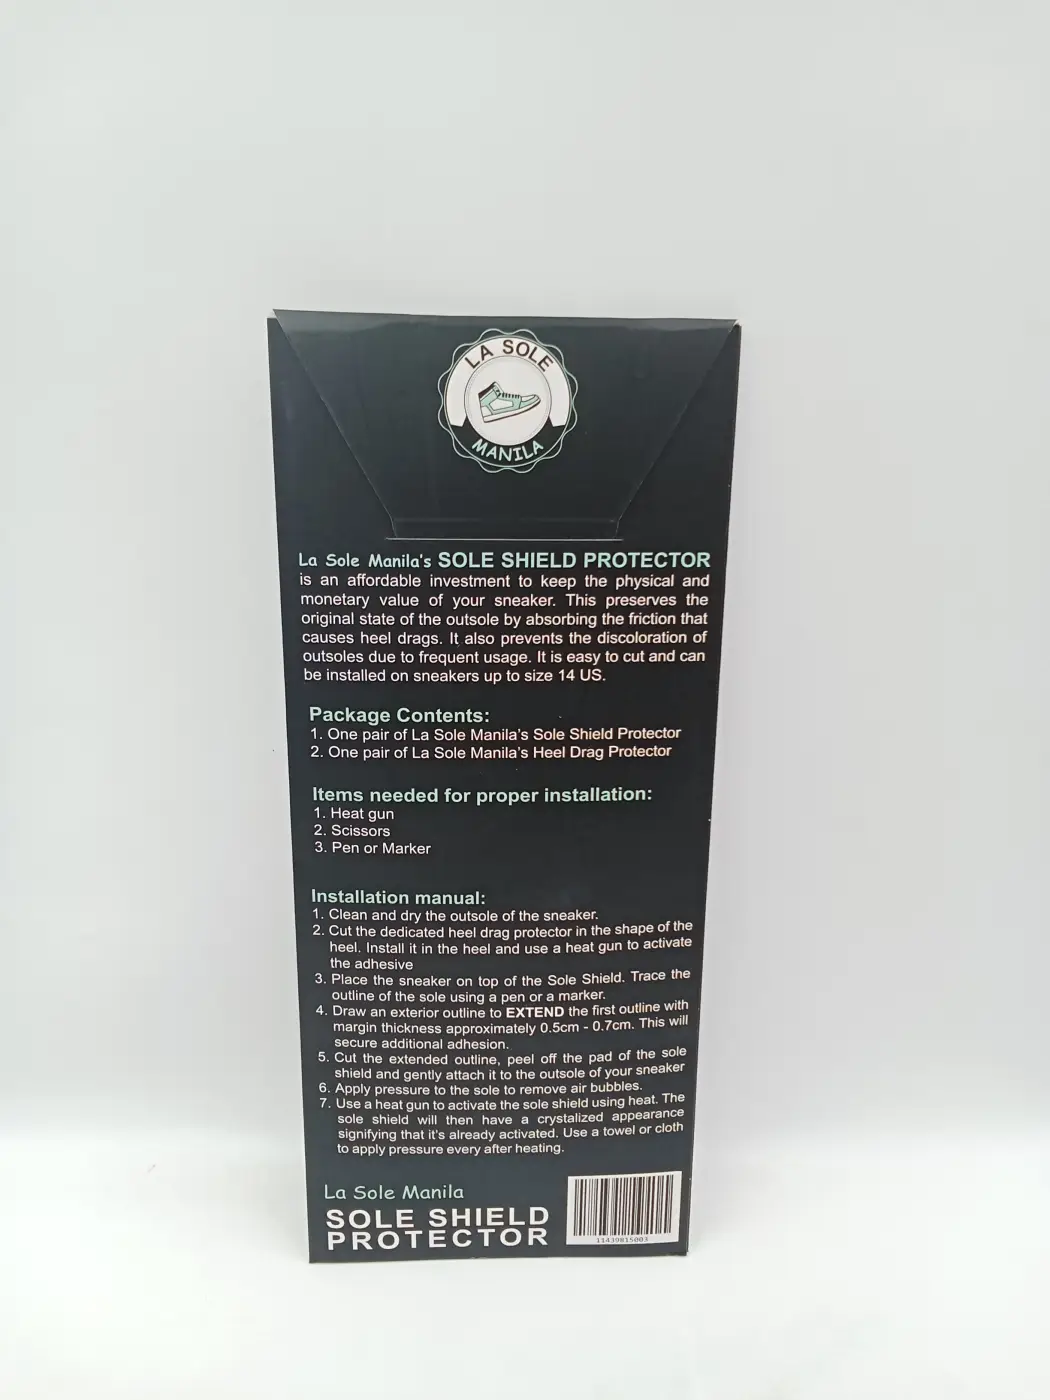 LA SOLE
MANILA
La Sole Manila's SOLE SHIELD PROTECTOR
is an affordable investment to keep the physical and
monetary value of your sneaker. This preserves the
original state of the outsole by absorbing the friction that
causes heel drags. It also prevents the discoloration of
outsoles due to frequent usage. It is easy to cut and can
be installed on sneakers up to size 14 US.
Package Contents:
1. One pair of La Sole Manila's Sole Shield Protector
2. One pair of La Sole Manila's Heel Drag Protector
Items needed for proper installation:
1. Heat gun
2. Scissors
3. Pen or Marker
Installation manual:
1. Clean and dry the outsole of the sneaker.
2. Cut the dedicated heel drag protector in the shape of the
heel. Install it in the heel and use a heat gun to activate
the adhesive
3. Place the sneaker on top of the Sole Shield. Trace the
outline of the sole using a pen or a marker.
4. Draw an exterior outline to EXTEND the first outline with
margin thickness approximately 0.5cm - 0.7cm. This will
secure additional adhesion.
5. Cut the extended outline, peel off the pad of the sole
shield and gently attach it to the outsole of your sneaker
6. Apply pressure to the sole to remove air bubbles.
7. Use a heat gun to activate the sole shield using heat. The
sole shield will then have a crystalized appearance
signifying that it's already activated. Use a towel or cloth
to apply pressure every after heating.
La Sole Manila
SOLE SHIELD
PROTECTOR
11439815003